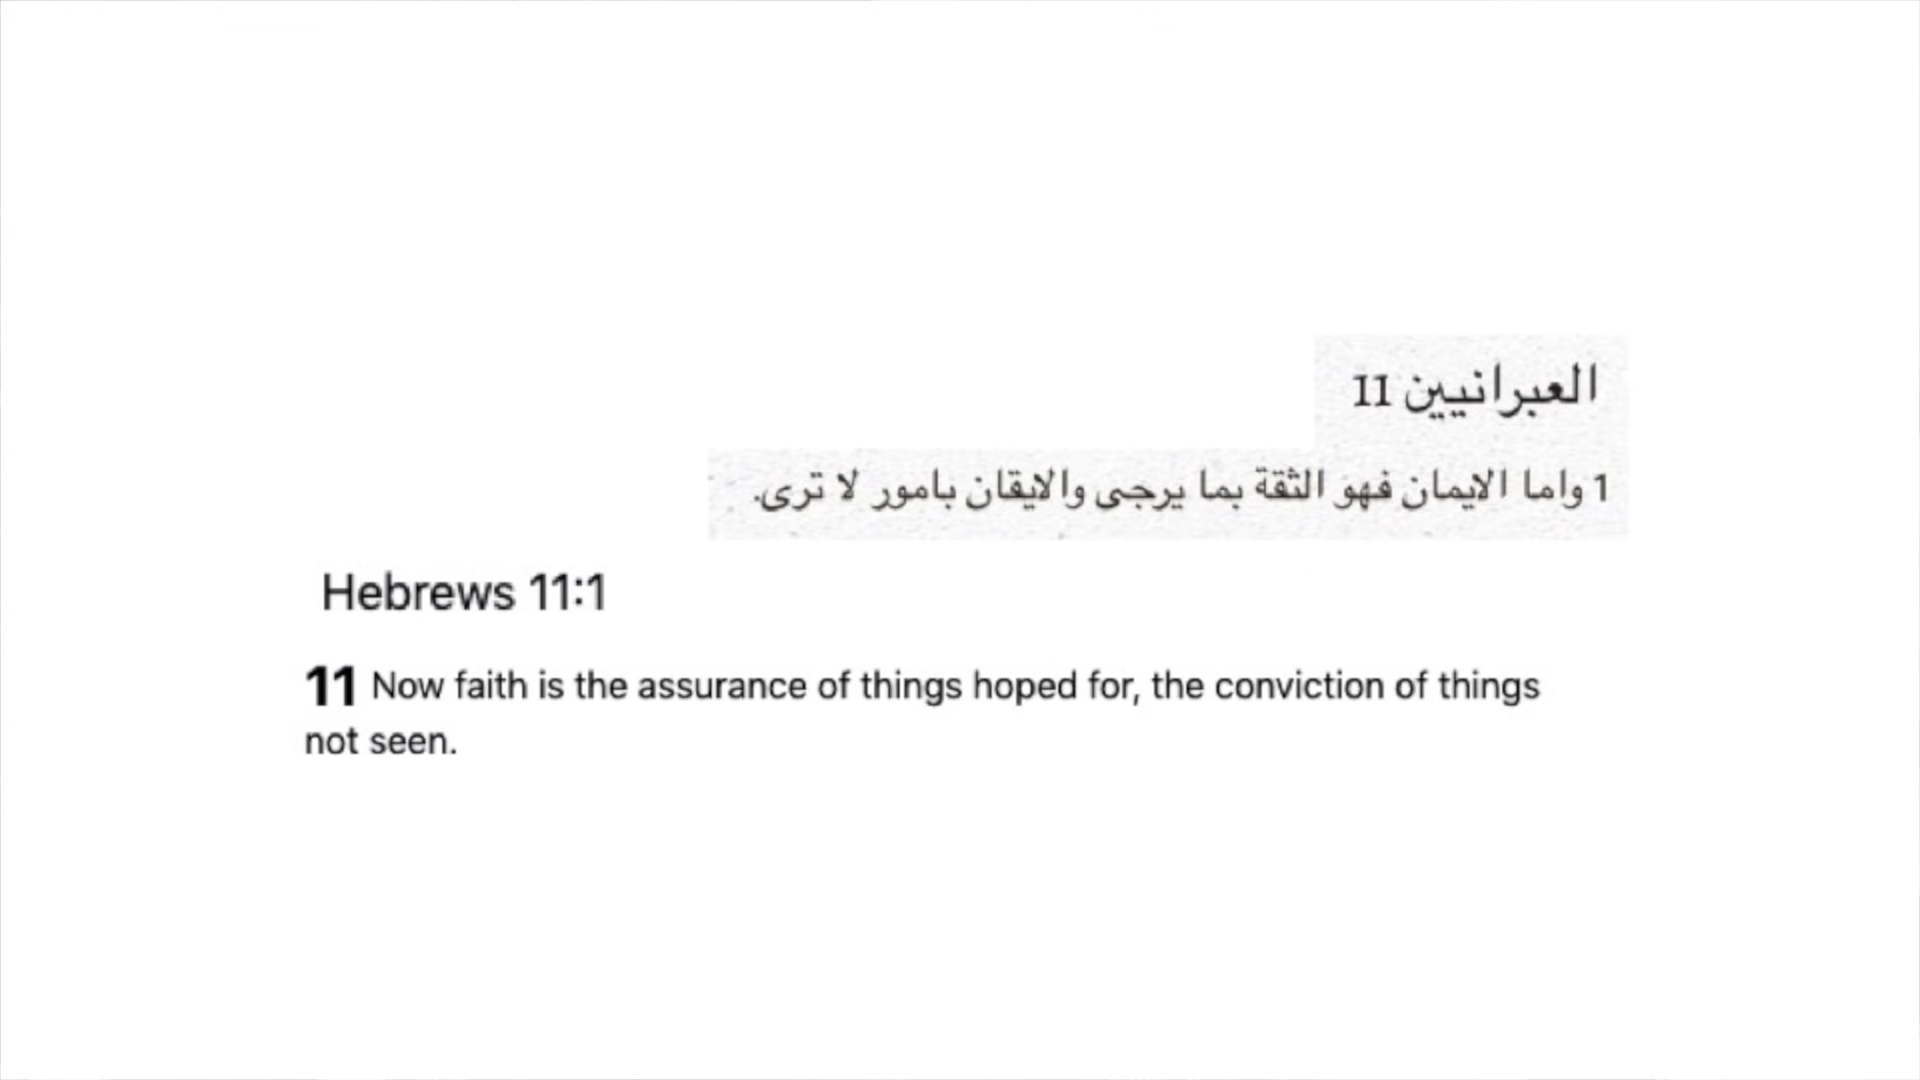 العبرانيين 11
1 واما الايمان فهو الثقة بما يرجى والايقان بامور لا ترى.
Hebrews 11:1
11 Now faith is the assurance of things hoped for, the conviction of things
not seen.